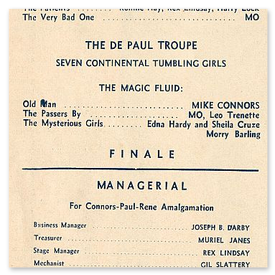 The Very Bad One MO
THE DE PAUL TROUPE
SEVEN CONTINENTAL TUMBLING GIRLS
THE MAGIC FLUID:
Old Man MIKE CONNORS
The Passers By MO, Leo Trenette
The Mysterious Girls Edna Hardy and Sheila Cruze
Morry Barling
FINALE
MANAGERIAL
For Connors-Paul-Rene Amalgamation
Business Manager JOSEPH B. DARBY
Treasurer MURIEL JANES
Stage Manager REX LINDSAY
Mechanist GIL SLATTERY